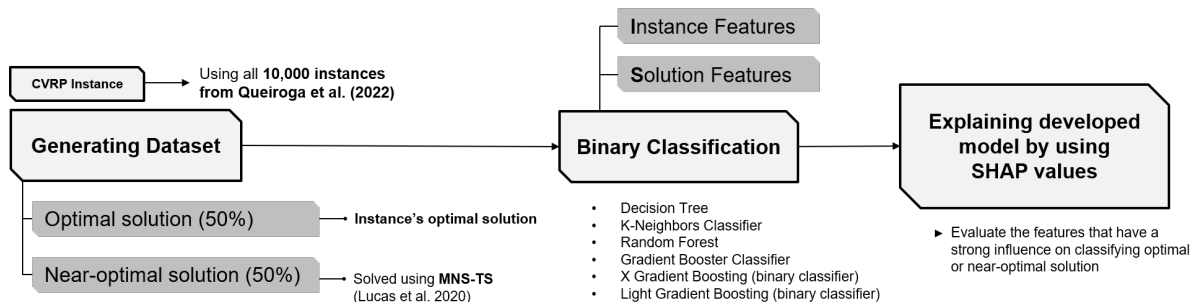 CVRP Instance
Using all 10,000 instances
from Queiroga et al. (2022)
Generating Dataset
Optimal solution (50%)
Instance's optimal solution
Near-optimal solution (50%)
Solved using MNS-TS
(Lucas et al. 2020)
Instance Features
Solution Features
Binary Classification
• Decision Tree
• K-Neighbors Classifier
• Random Forest
• Gradient Booster Classifier
• X Gradient Boosting (binary classifier)
• Light Gradient Boosting (binary classifier)
Explaining developed
model by using
SHAP values
► Evaluate the features that have a
strong influence on classifying optimal
or near-optimal solution